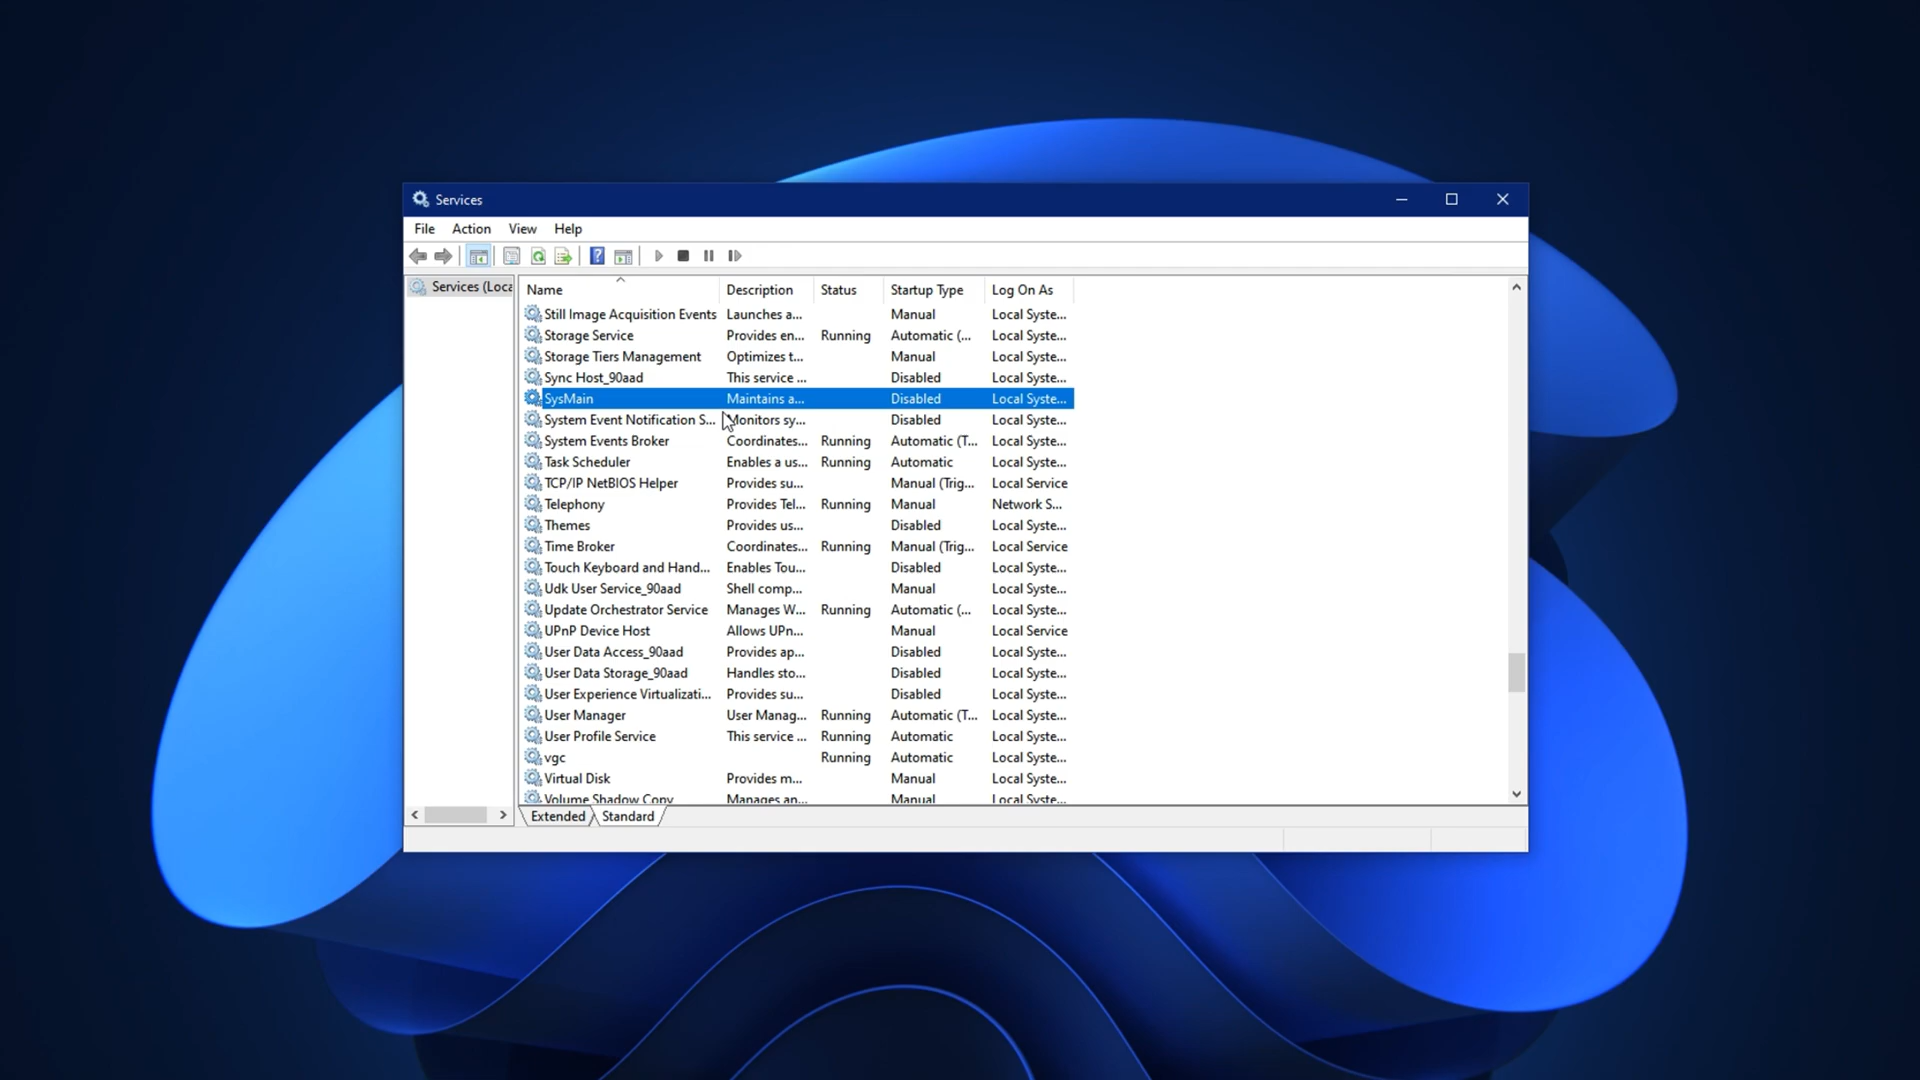 Services
File Action View Help
Services (Loca
Name Description Status Startup Type Log On As
Still Image Acquisition Events Launches a... Manual Local Syste...
Storage Service Provides en... Running Automatic (... Local Syste...
Storage Tiers Management Optimizes t... Manual Local Syste...
Sync Host_90aad This service ... Disabled Local Syste...
SysMain Maintains a... Disabled Local Syste...
System Event Notification S... Monitors sy... Disabled Local Syste...
System Events Broker Coordinates... Running Automatic (T... Local Syste...
Task Scheduler Enables a us... Running Automatic Local Syste...
TCP/IP NetBIOS Helper Provides su... Manual (Trig... Local Service
Telephony Provides Tel... Running Manual Network S...
Themes Provides us... Disabled Local Syste...
Time Broker Coordinates... Running Manual (Trig... Local Service
Touch Keyboard and Hand... Enables Tou... Disabled Local Syste...
Udk User Service_90aad Shell comp... Manual Local Syste...
Update Orchestrator Service Manages W... Running Automatic (... Local Syste...
UPnP Device Host Allows UPn... Manual Local Service
User Data Access_90aad Provides ap... Disabled Local Syste...
User Data Storage_90aad Handles sto... Disabled Local Syste...
User Experience Virtualizati... Provides su... Disabled Local Syste...
User Manager User Manag... Running Automatic (T... Local Syste...
User Profile Service This service ... Running Automatic Local Syste...
vgc Running Automatic Local Syste...
Virtual Disk Provides m... Manual Local Syste...
Volume Shadow Copy Manages an... Manual Local Syste...
Extended Standard